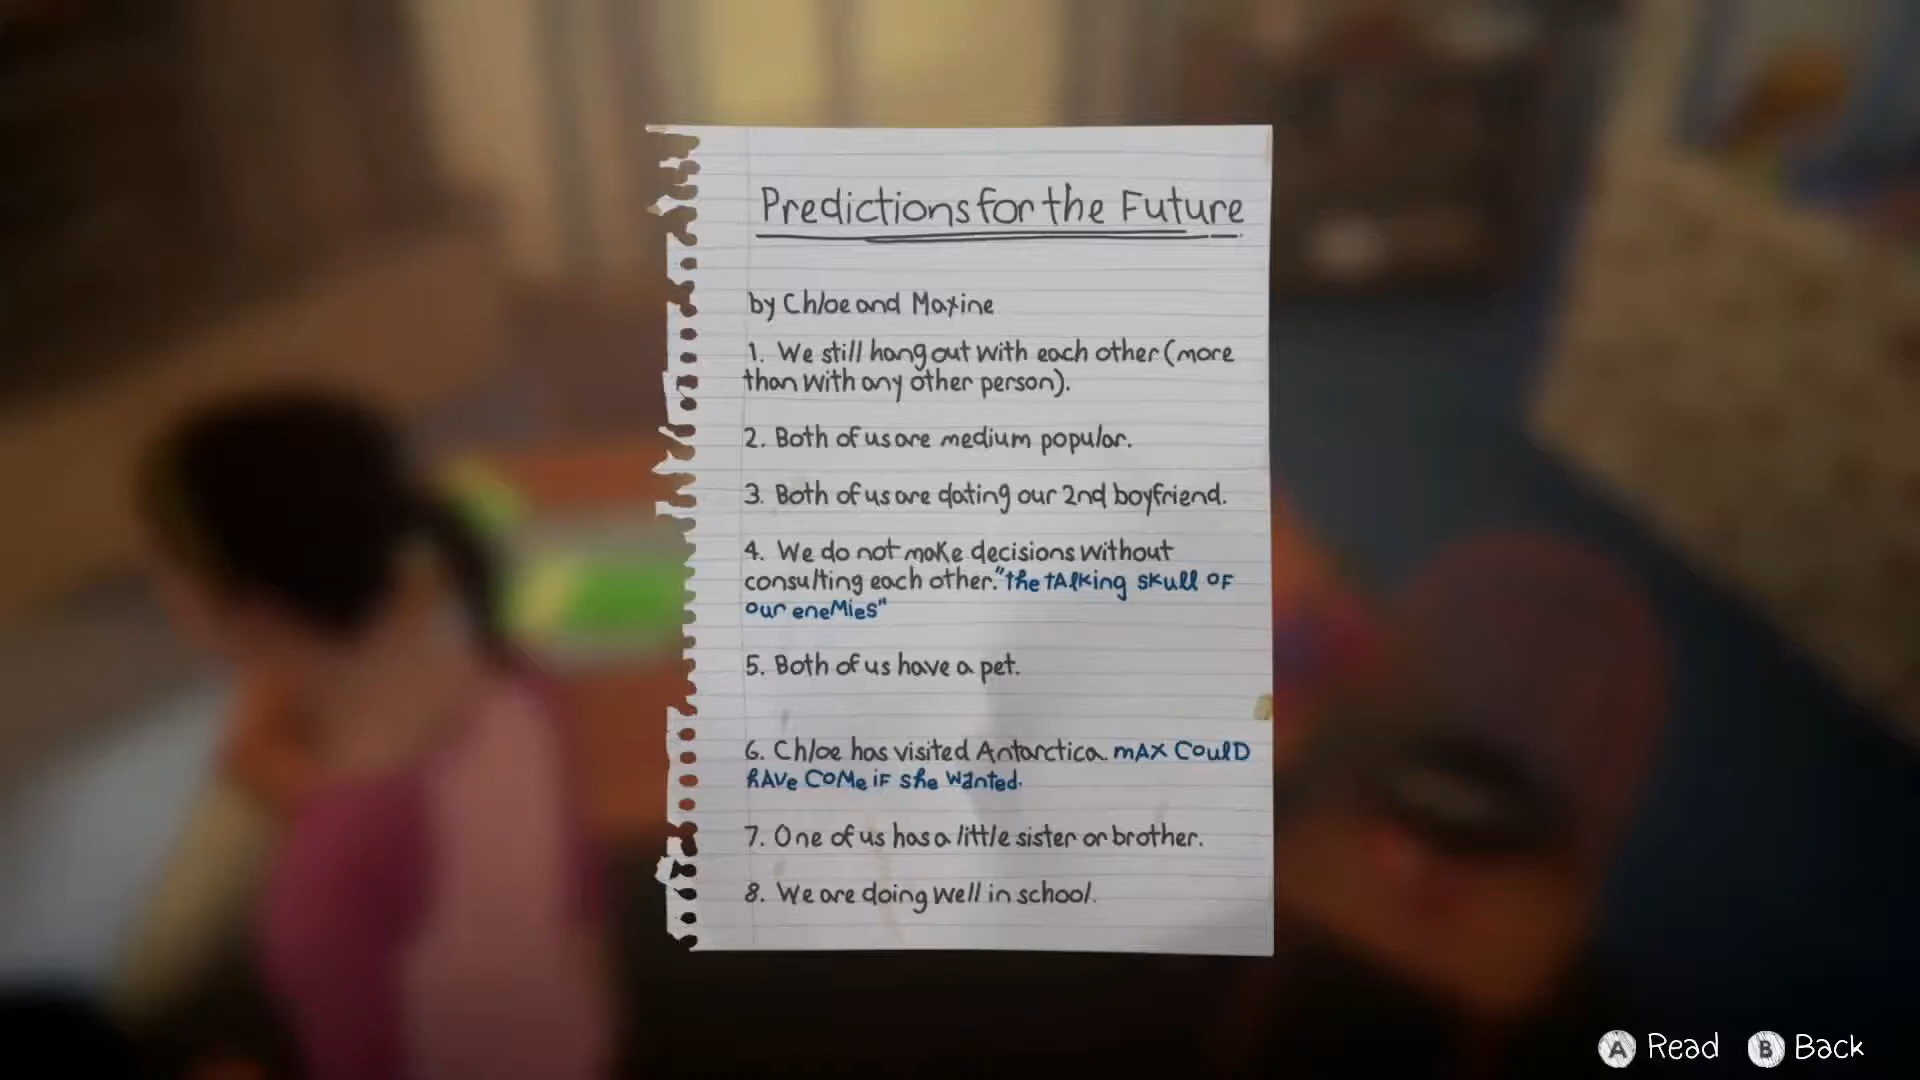 Predictions for the Future
by Chloe and Maxine
1. We still hang out with each other (more
than with any other person).
2. Both of us are medium popular.
3. Both of us are dating our 2nd boyfriend.
4. We do not make decisions without
consulting each other. "the tAlking skull OF
our eneMies"
5. Both of us have a pet.
6. Chloe has visited Antarctica. mAX COulD
hAve COMe iF she wanted.
7. One of us has a little sister or brother.
8. We are doing well in school.
A Read B Back